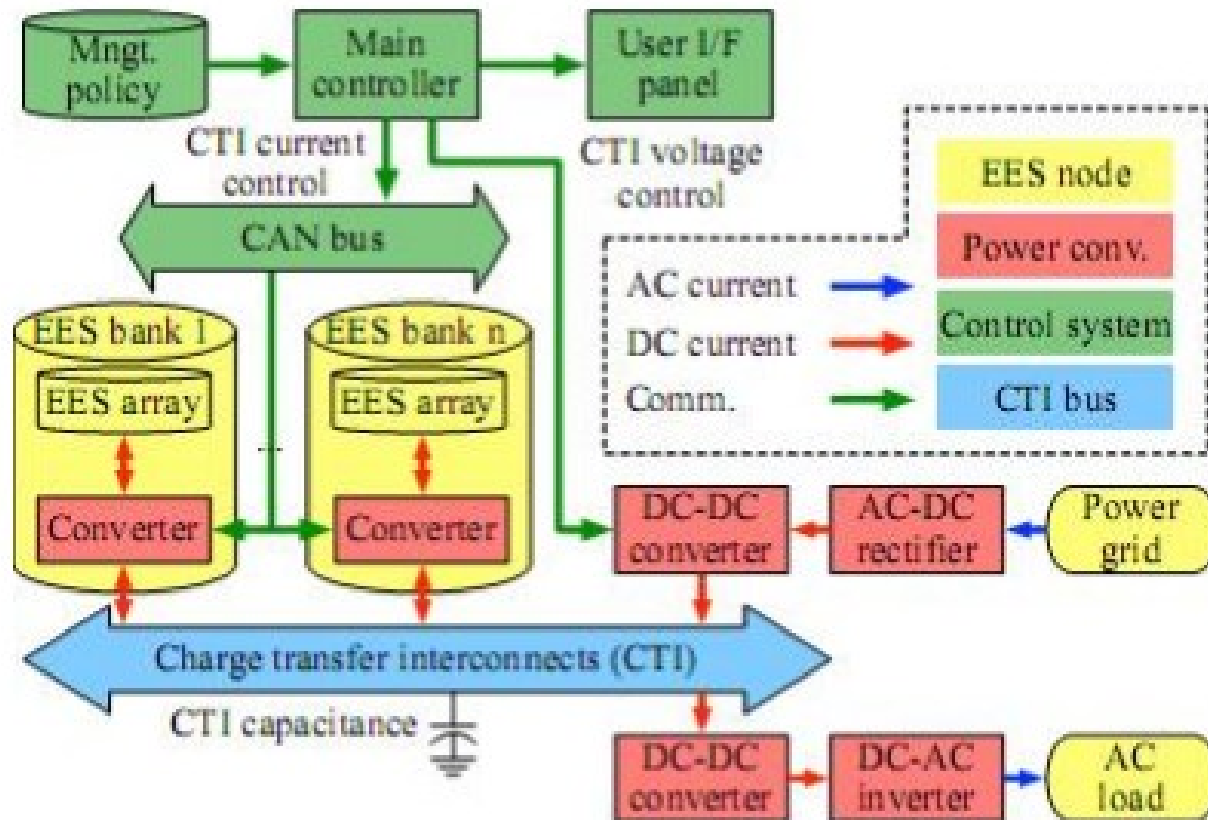 Mngt.
policy
Main
controller
User I/F
panel
CTI current
control
CTI voltage
control
CAN bus
EES node
Power conv.
Control system
CTI bus
AC current
DC current
Comm.
EES bank 1
EES array
Converter
...
EES bank n
EES array
Converter
DC-DC
converter
AC-DC
rectifier
Power
grid
Charge transfer interconnects (CTI)
CTI capacitance
DC-DC
converter
DC-AC
inverter
AC
load